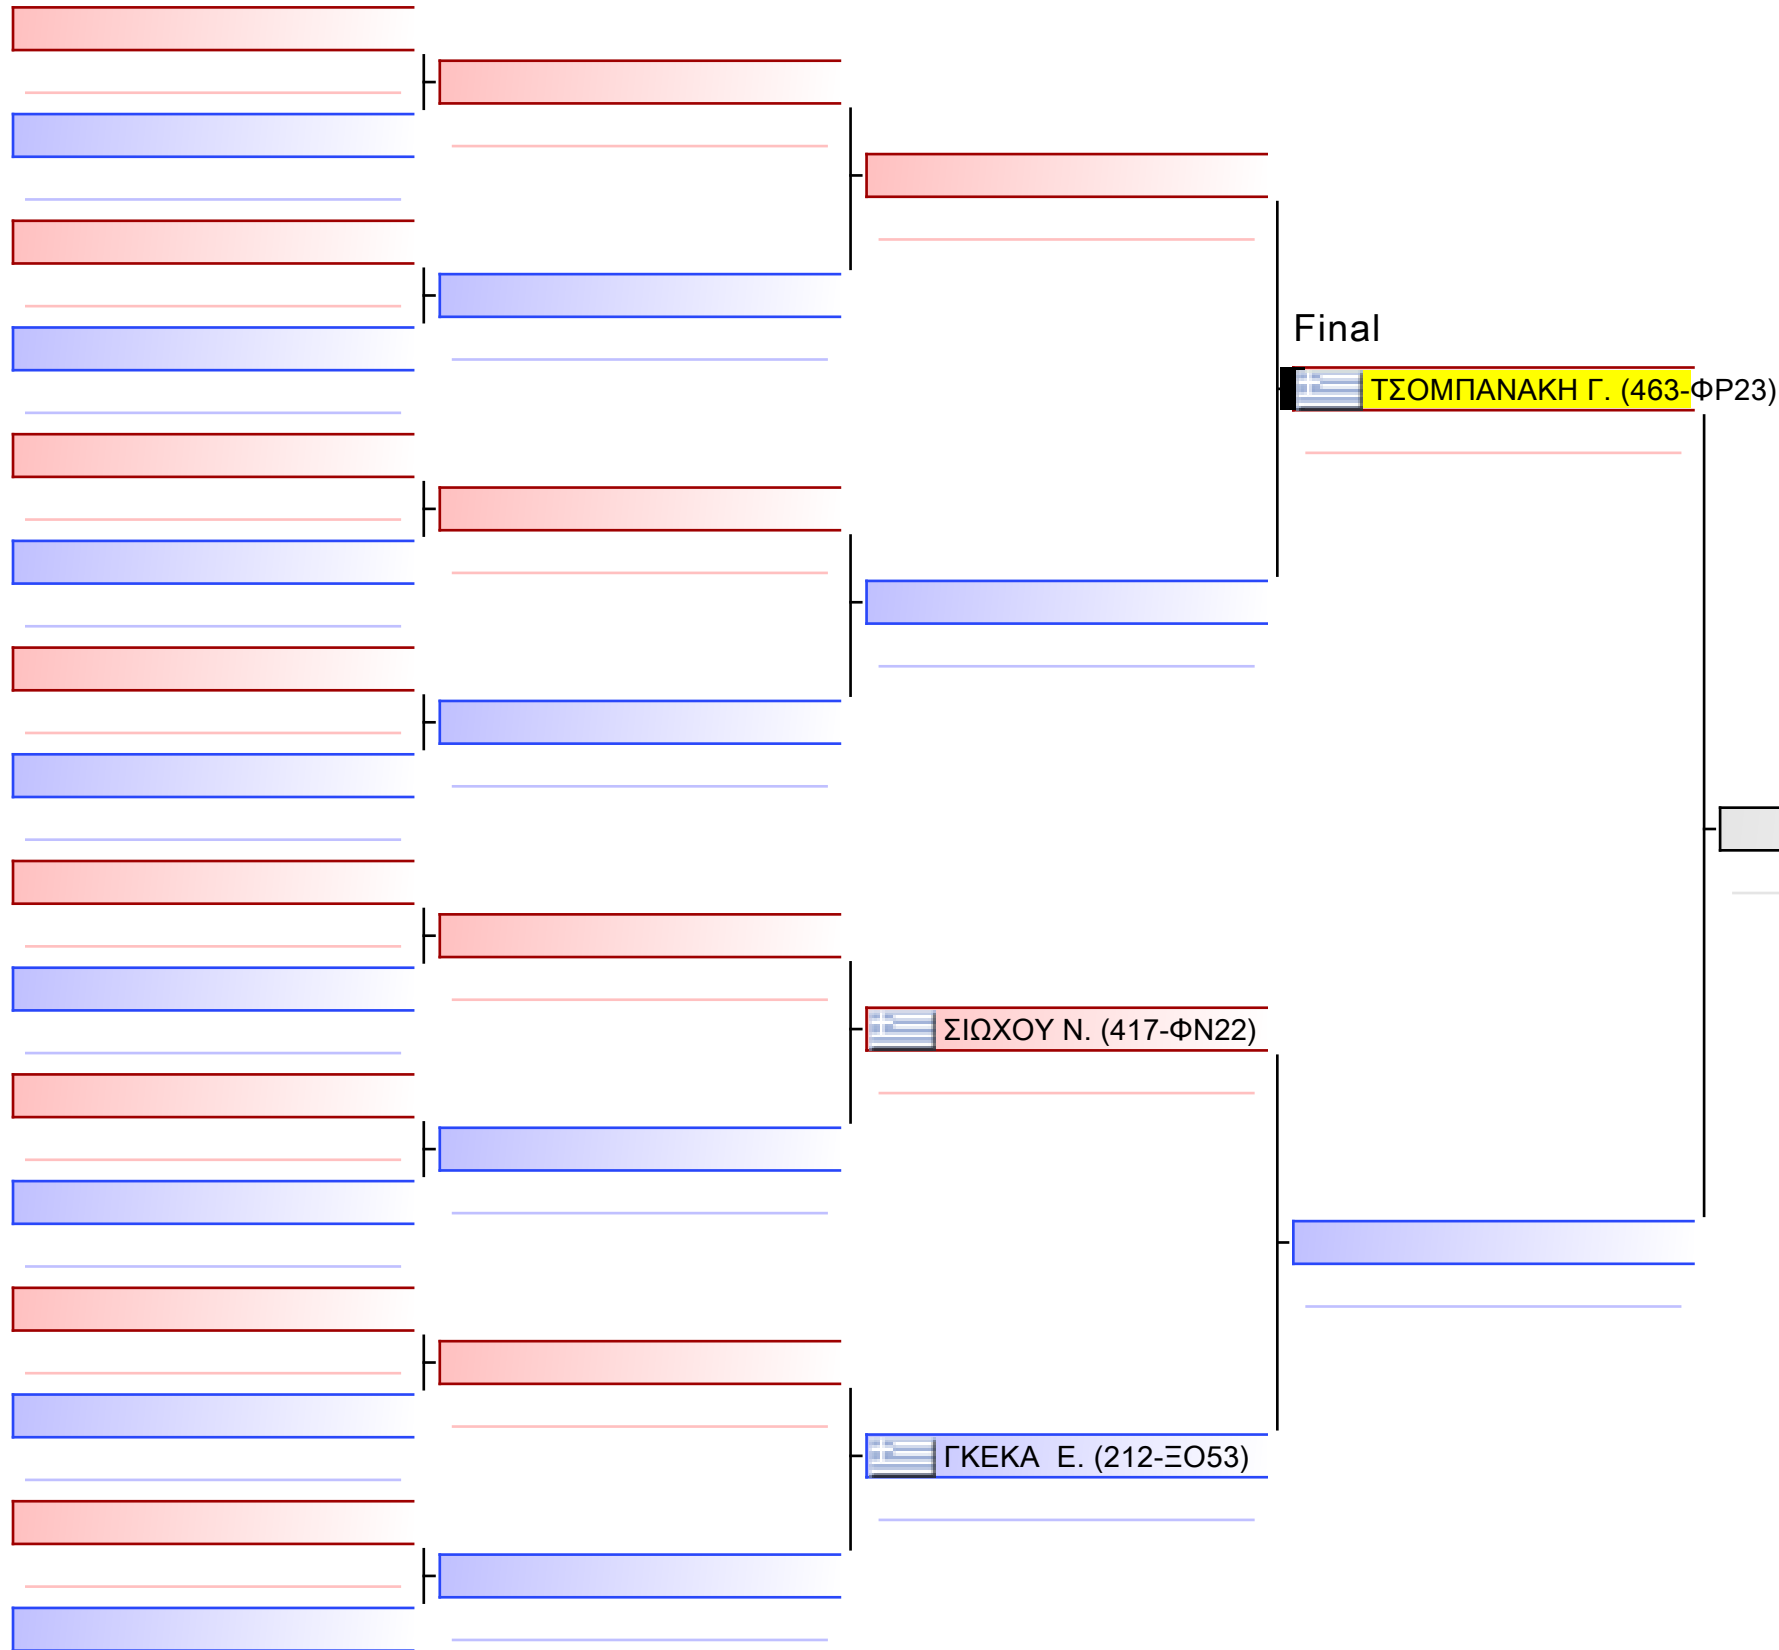 Final
ΤΣΟΜΠΑΝΑΚΗ Γ. (463-ΦΡ23)
ΣΙΩΧΟΥ Ν. (417-ΦΝ22)
ΓΚΕΚΑ  Ε. (212-ΞΟ53)